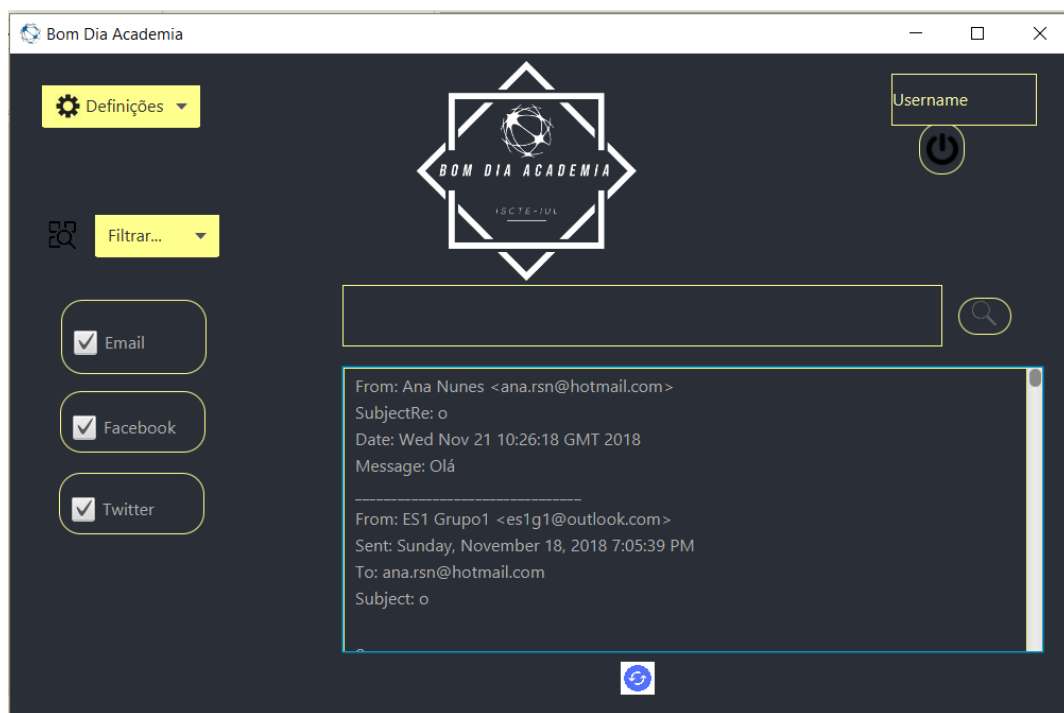 Bom Dia Academia
Definições
Username
BOM DIA ACADEMIA
ISCTE-IUL
Filtrar...
Email
Facebook
Twitter
From: Ana Nunes <ana.rsn@hotmail.com>
SubjectRe: o
Date: Wed Nov 21 10:26:18 GMT 2018
Message: Olá
________________________________
From: ES1 Grupo1 <es1g1@outlook.com>
Sent: Sunday, November 18, 2018 7:05:39 PM
To: ana.rsn@hotmail.com
Subject: o